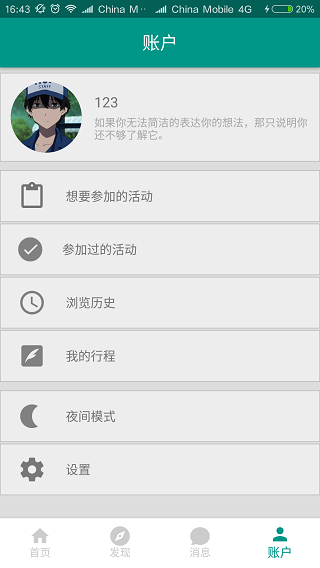 16:43 China M·· China Mobile 4G 20%
账户
123
如果你无法简洁的表达你的想法，那只说明你
还不够了解它。
想要参加的活动
参加过的活动
浏览历史
我的行程
夜间模式
设置
首页 发现 消息 账户